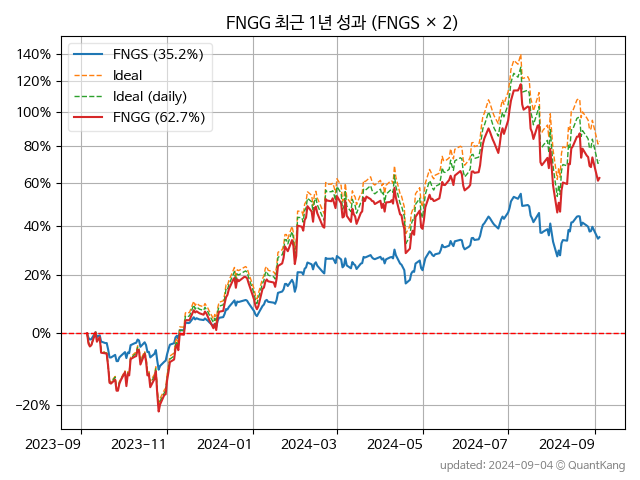 FNGG 최근 1년 성과 (FNGS × 2)
FNGS (35.2%)
Ideal
Ideal (daily)
FNGG (62.7%)
140%
120%
100%
80%
60%
40%
20%
0%
−20%
2023−09
2023−11
2024−01
2024−03
2024−05
2024−07
2024−09
updated: 2024-09-04 © QuantKang